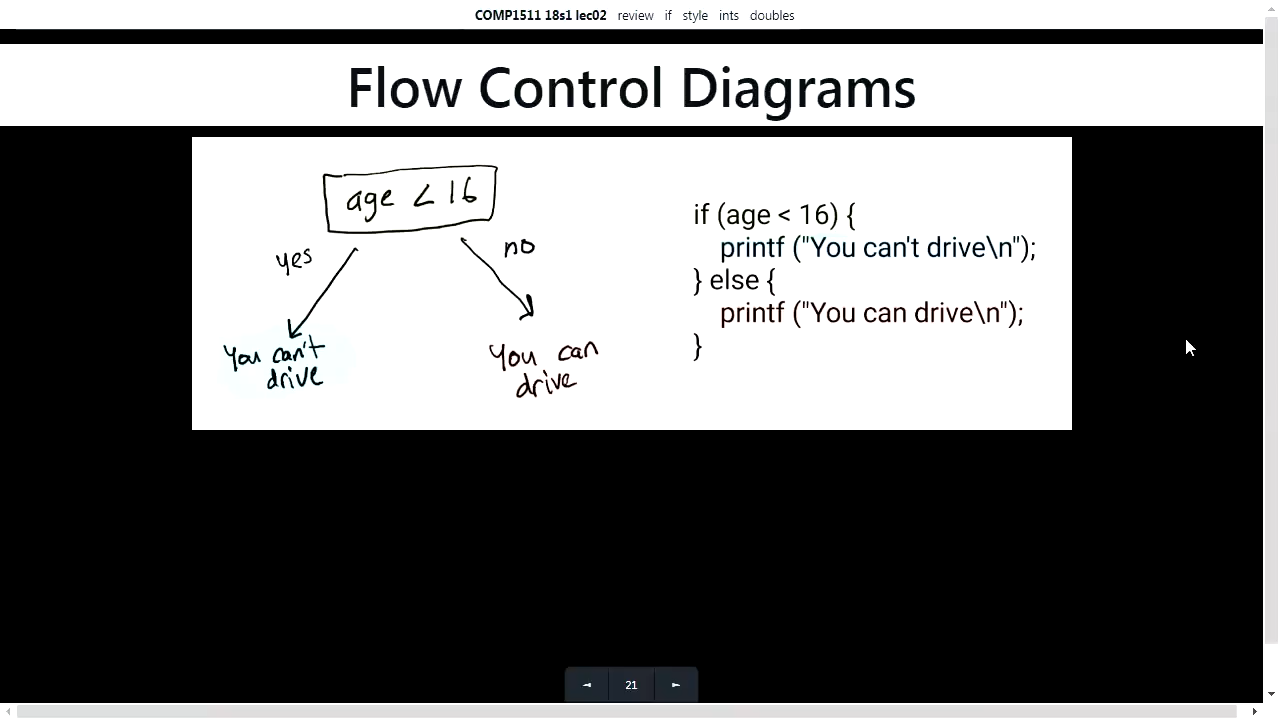 COMP1511 18s1 lec02 review if style ints doubles
Flow Control Diagrams
age < 16
yes
no
You can't
drive
You can
drive
if (age < 16) {
printf ("You can't drive\n");
} else {
printf ("You can drive\n");
}
21